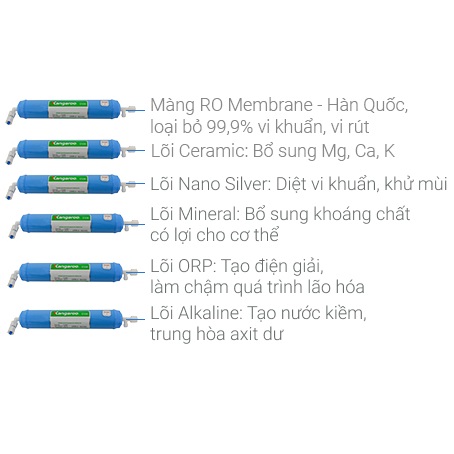 Màng RO Membrane - Hàn Quốc,
loại bỏ 99,9% vi khuẩn, vi rút
Lõi Ceramic: Bổ sung Mg, Ca, K
Lõi Nano Silver: Diệt vi khuẩn, khử mùi
Lõi Mineral: Bổ sung khoáng chất
có lợi cho cơ thể
Lõi ORP: Tạo điện giải,
làm chậm quá trình lão hóa
Lõi Alkaline: Tạo nước kiềm,
trung hòa axit dư
Kangaroo
Kangaroo
Kangaroo
Kangaroo
Kangaroo
Kangaroo